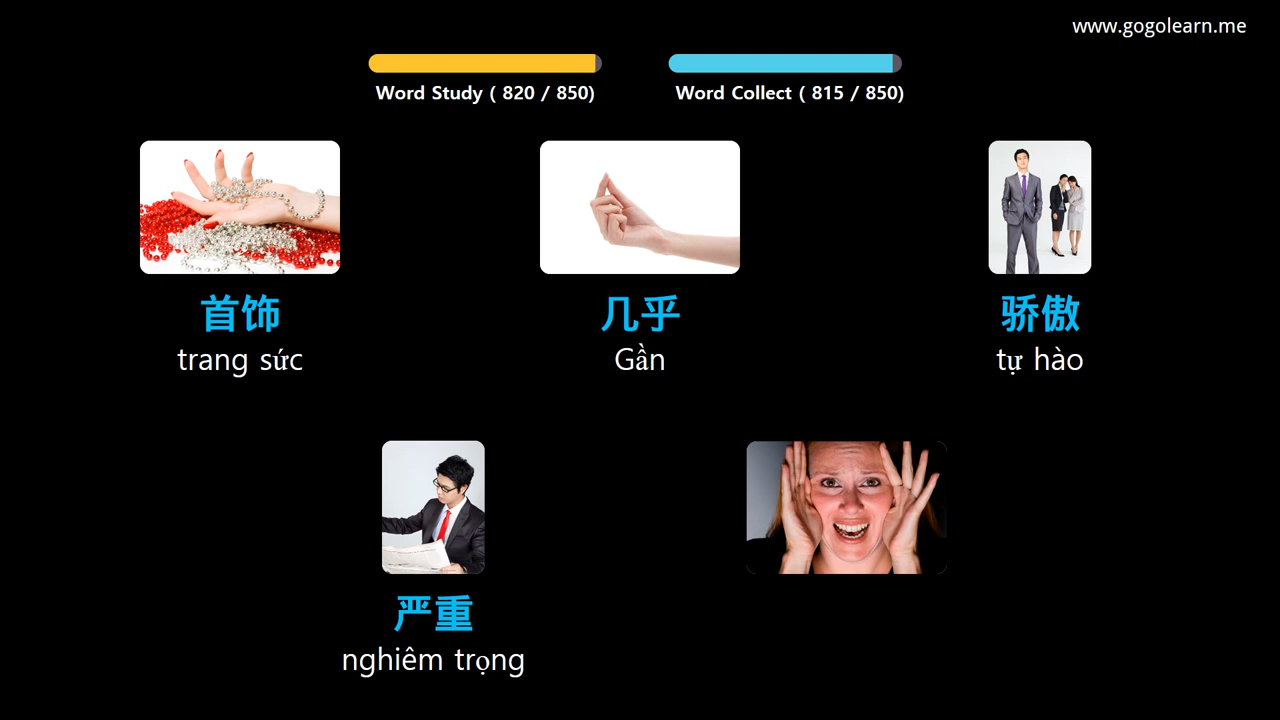 www.gogolearn.me
Word Study ( 820 / 850)
Word Collect ( 815 / 850)
首饰
trang sức
几乎
Gần
骄傲
tự hào
严重
nghiêm trọng